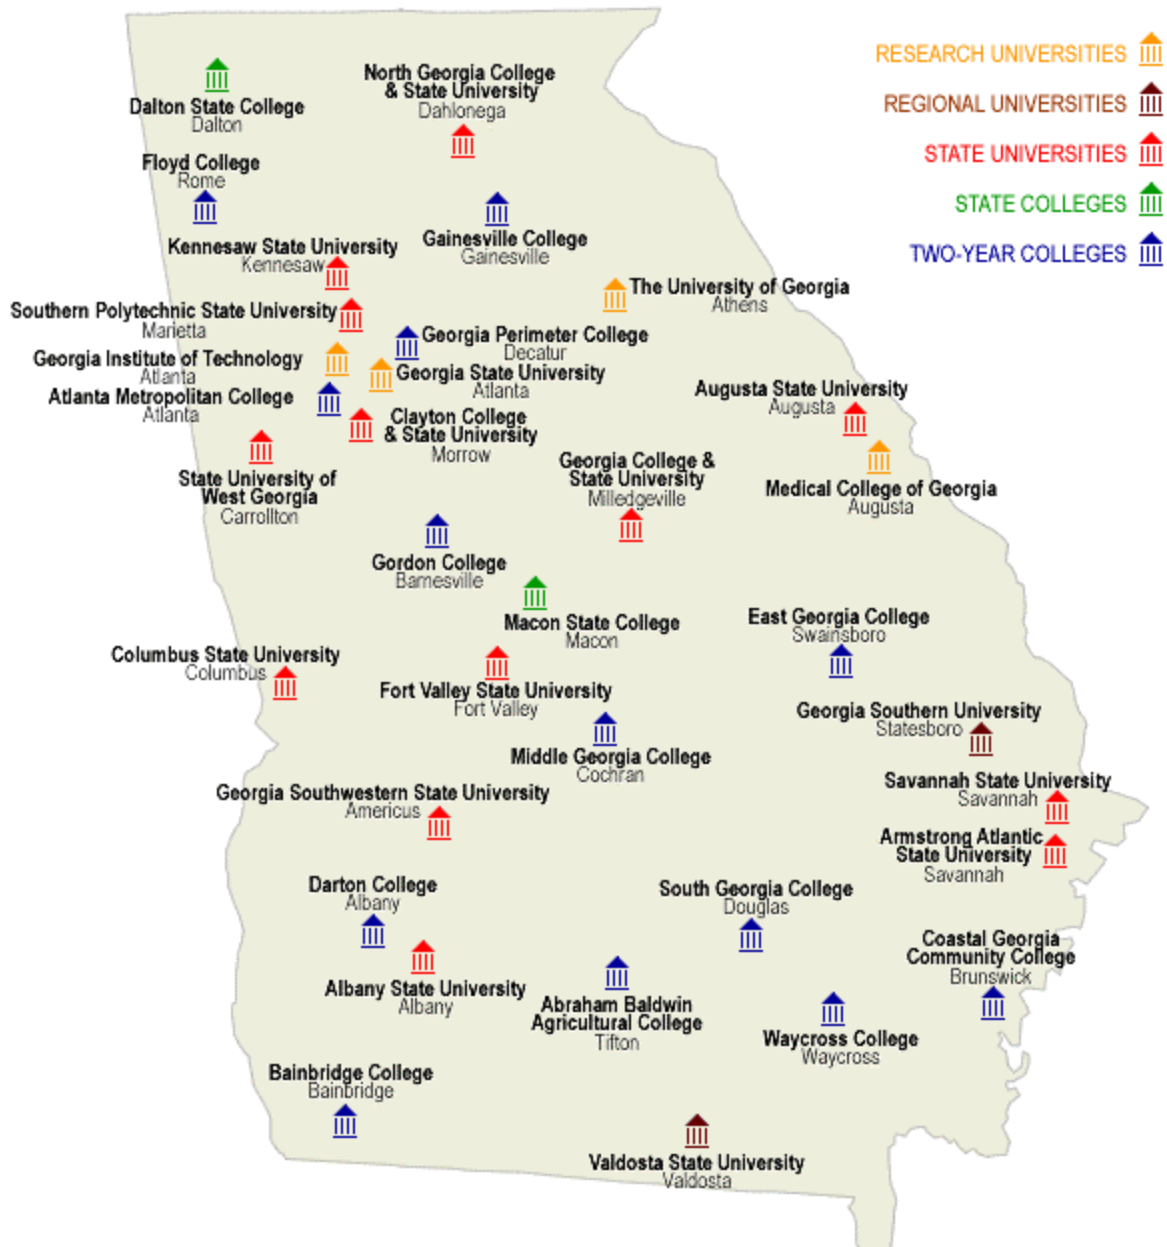 RESEARCH UNIVERSITIES
REGIONAL UNIVERSITIES
STATE UNIVERSITIES
STATE COLLEGES
TWO-YEAR COLLEGES
North Georgia College
& State University
Dahlonega
Dalton State College
Dalton
Floyd College
Rome
Gainesville College
Gainesville
Kennesaw State University
Kennesaw
The University of Georgia
Athens
Southern Polytechnic State University
Marietta
Georgia Perimeter College
Decatur
Georgia Institute of Technology
Atlanta
Georgia State University
Atlanta
Atlanta Metropolitan College
Atlanta
Augusta State University
Augusta
Clayton College
& State University
Morrow
Georgia College &
State University
Milledgeville
State University of
West Georgia
Carrollton
Medical College of Georgia
Augusta
Gordon College
Barnesville
Macon State College
Macon
East Georgia College
Swainsboro
Columbus State University
Columbus
Fort Valley State University
Fort Valley
Georgia Southern University
Statesboro
Middle Georgia College
Cochran
Savannah State University
Savannah
Georgia Southwestern State University
Americus
Armstrong Atlantic
State University
Savannah
Darton College
Albany
South Georgia College
Douglas
Coastal Georgia
Community College
Brunswick
Albany State University
Albany
Abraham Baldwin
Agricultural College
Tifton
Waycross College
Waycross
Bainbridge College
Bainbridge
Valdosta State University
Valdosta